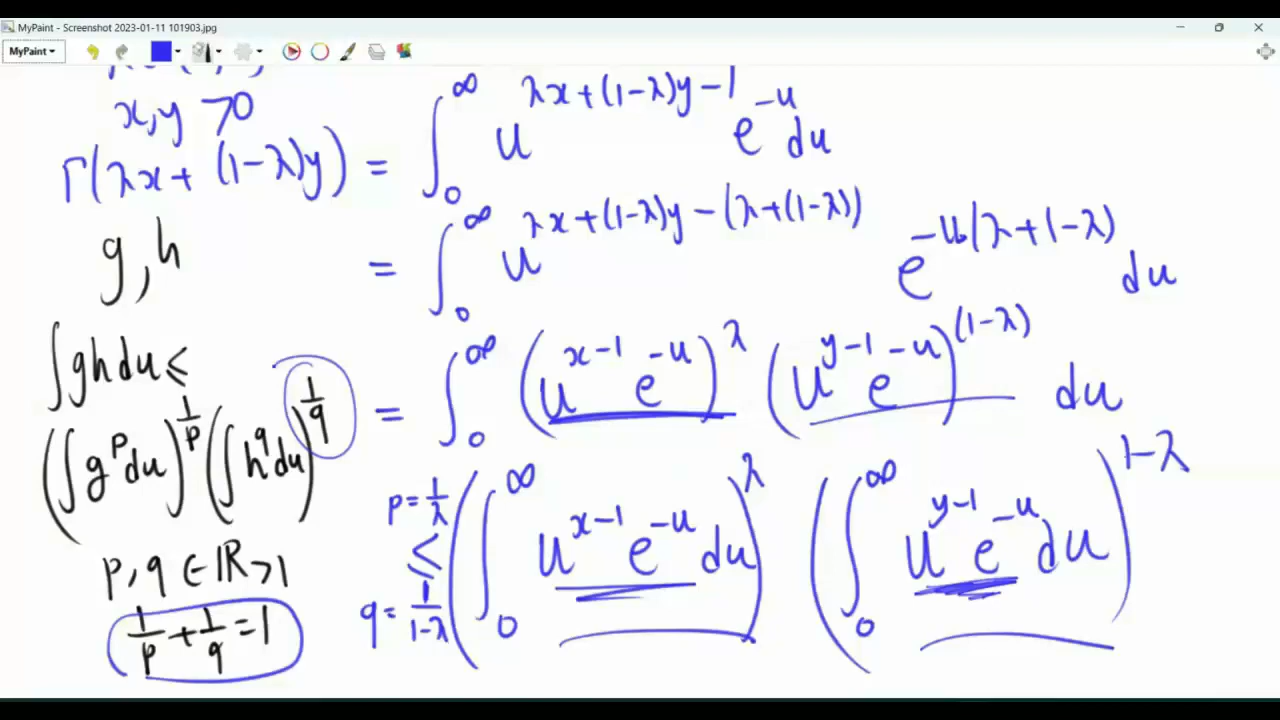 MyPaint - Screenshot 2023-01-11 101903.jpg
MyPaint
x, y > 0
Γ(λx + (1-λ)y) = ∫₀^∞ u^(λx+(1-λ)y-1) e^(-u) du
= ∫₀^∞ u^(λx+(1-λ)y-(λ+(1-λ))) e^(-u(λ+(1-λ))) du
g, h
= ∫₀^∞ (u^(x-1) e^(-u))^λ (u^(y-1) e^(-u))^(1-λ) du
∫ghdu ≤
(∫g^p du)^(1/p) (∫h^q du)^(1/q)
p = 1/λ
≤ (∫₀^∞ u^(x-1) e^(-u) du)^λ (∫₀^∞ u^(y-1) e^(-u) du)^(1-λ)
q = 1/(1-λ)
p, q ∈ ℝ >1
1/p + 1/q = 1